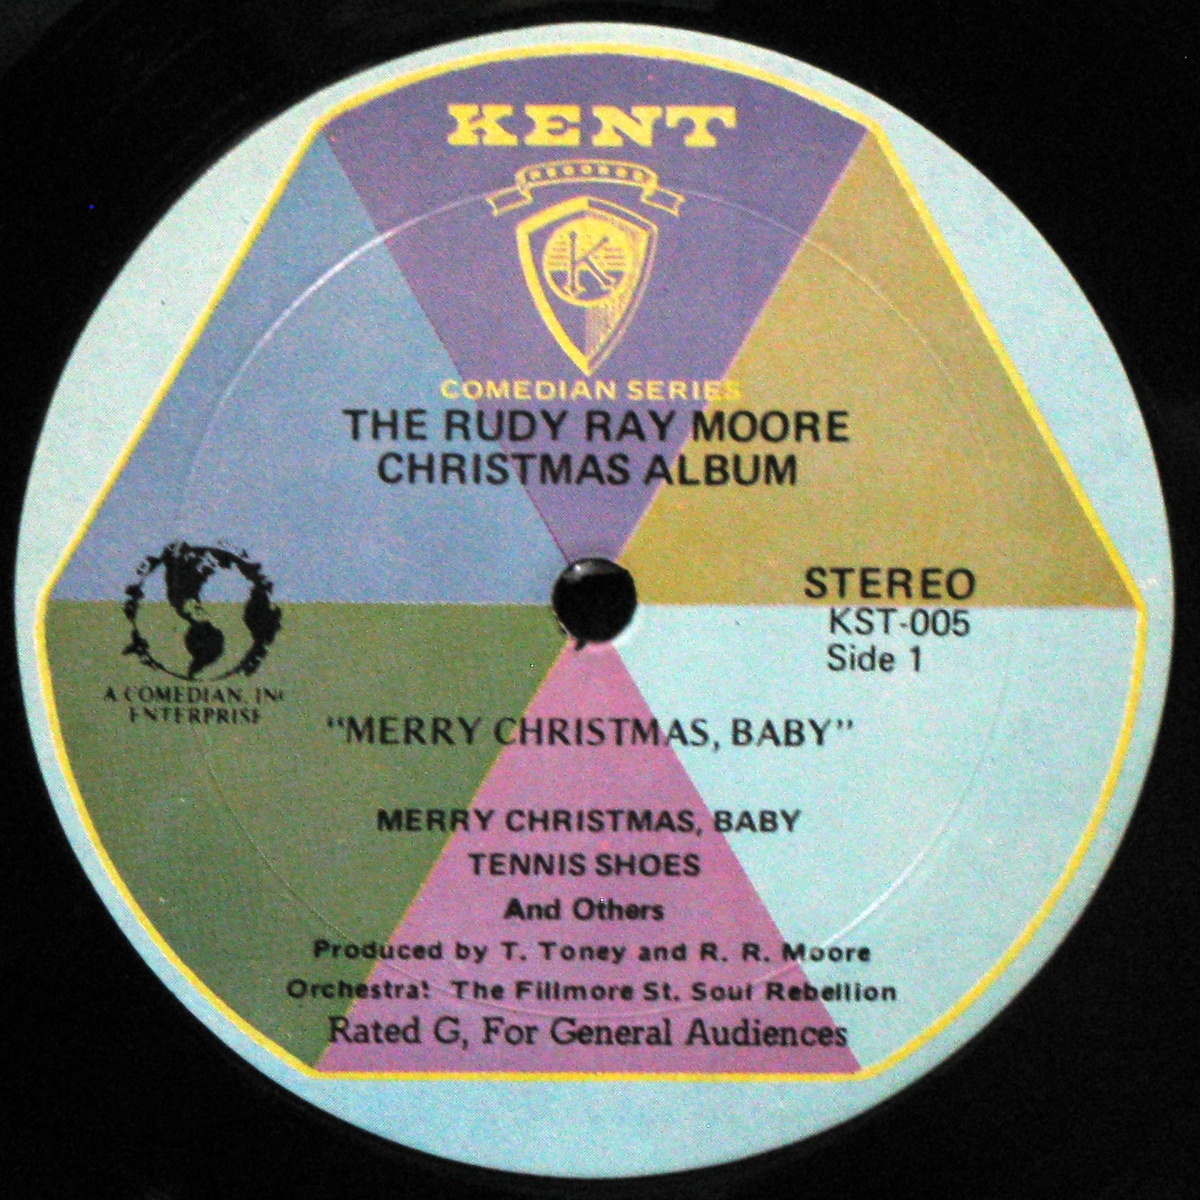 KENT
RECORDS
K
COMEDIAN SERIES
THE RUDY RAY MOORE
CHRISTMAS ALBUM
STEREO
KST-005
Side 1
A COMEDIAN, INC
ENTERPRISE
"MERRY CHRISTMAS, BABY"
MERRY CHRISTMAS, BABY
TENNIS SHOES
And Others
Produced by T. Toney and R. R. Moore
Orchestra: The Fillmore St. Soul Rebellion
Rated G, For General Audiences